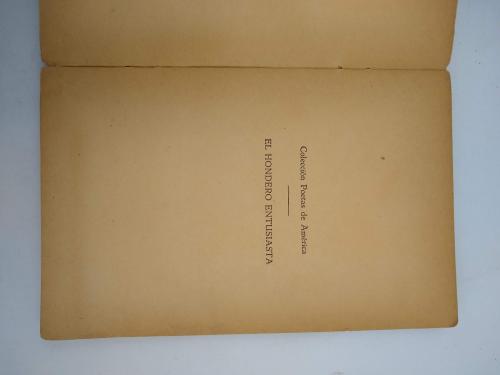 Colección Poetas de América
EL HONDERO ENTUSIASTA